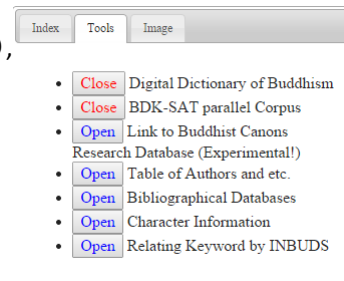 Index Tools Image
),
Close Digital Dictionary of Buddhism
Close BDK-SAT parallel Corpus
Open Link to Buddhist Canons
Research Database (Experimental!)
Open Table of Authors and etc.
Open Bibliographical Databases
Open Character Information
Open Relating Keyword by INBUDS